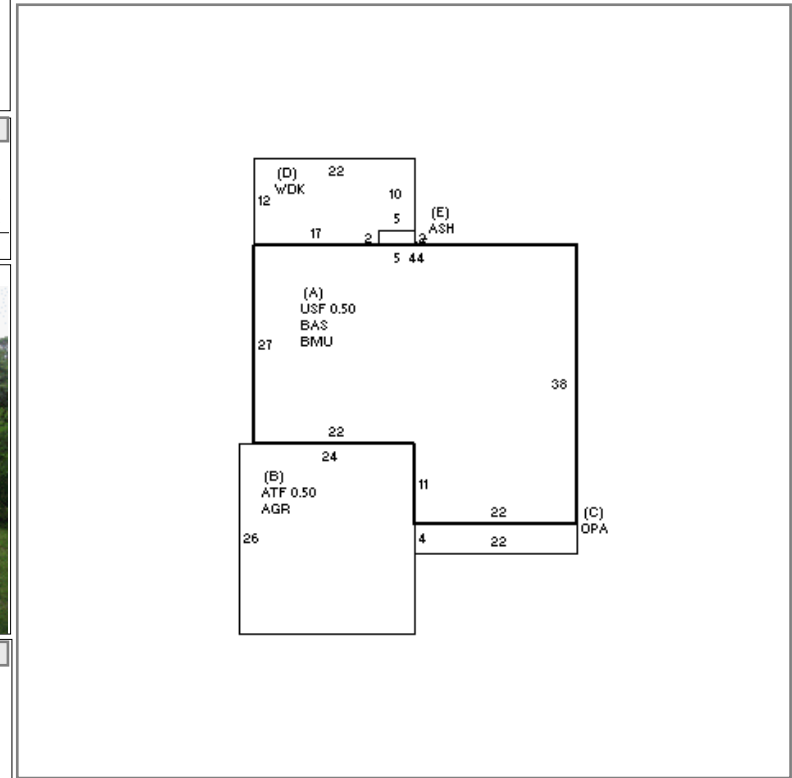 (D)
WDK
22
12
10
5
(E)
ASH
17
2
2
5 44
(A)
USF 0.50
BAS
BMU
27
38
22
24
(B)
ATF 0.50
AGR
11
22
(C)
OPA
26
4
22